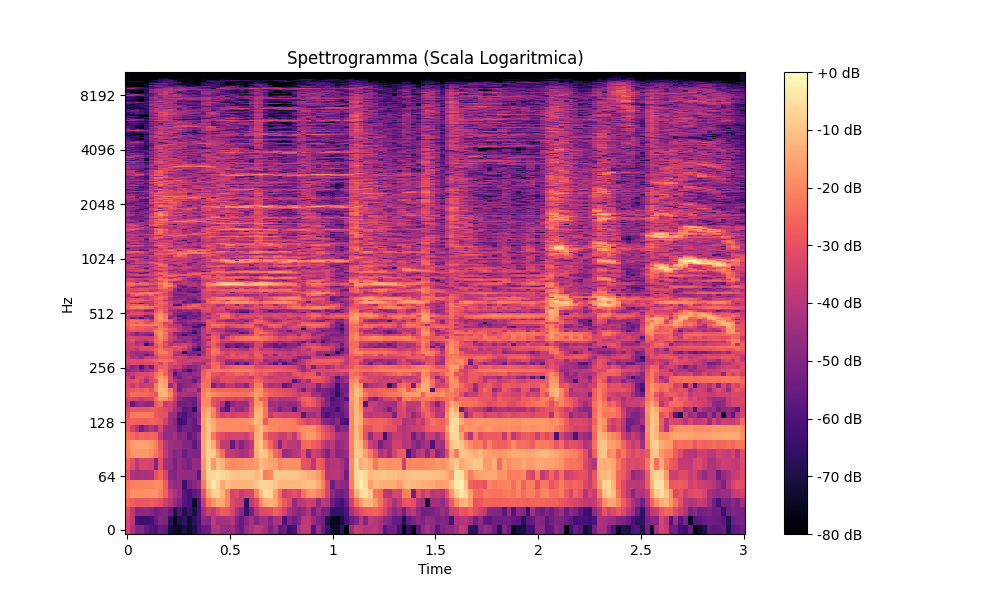 Spettrogramma (Scala Logaritmica)
Hz
8192
4096
2048
1024
512
256
128
64
0
0
0.5
1
1.5
2
2.5
3
Time
+0 dB
-10 dB
-20 dB
-30 dB
-40 dB
-50 dB
-60 dB
-70 dB
-80 dB